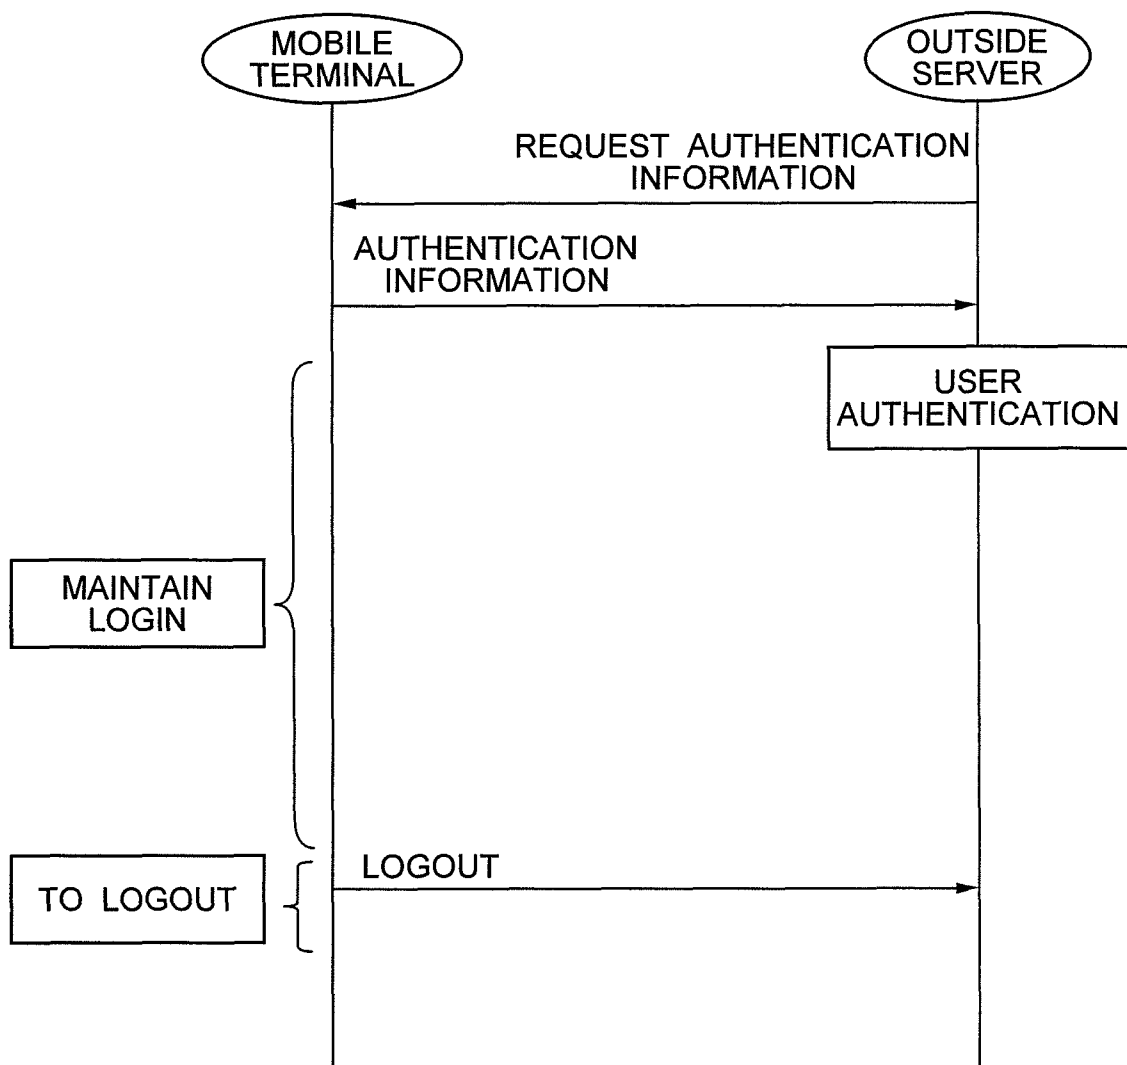 MOBILE
TERMINAL
OUTSIDE
SERVER
REQUEST AUTHENTICATION
INFORMATION
AUTHENTICATION
INFORMATION
USER
AUTHENTICATION
MAINTAIN
LOGIN
LOGOUT
TO LOGOUT